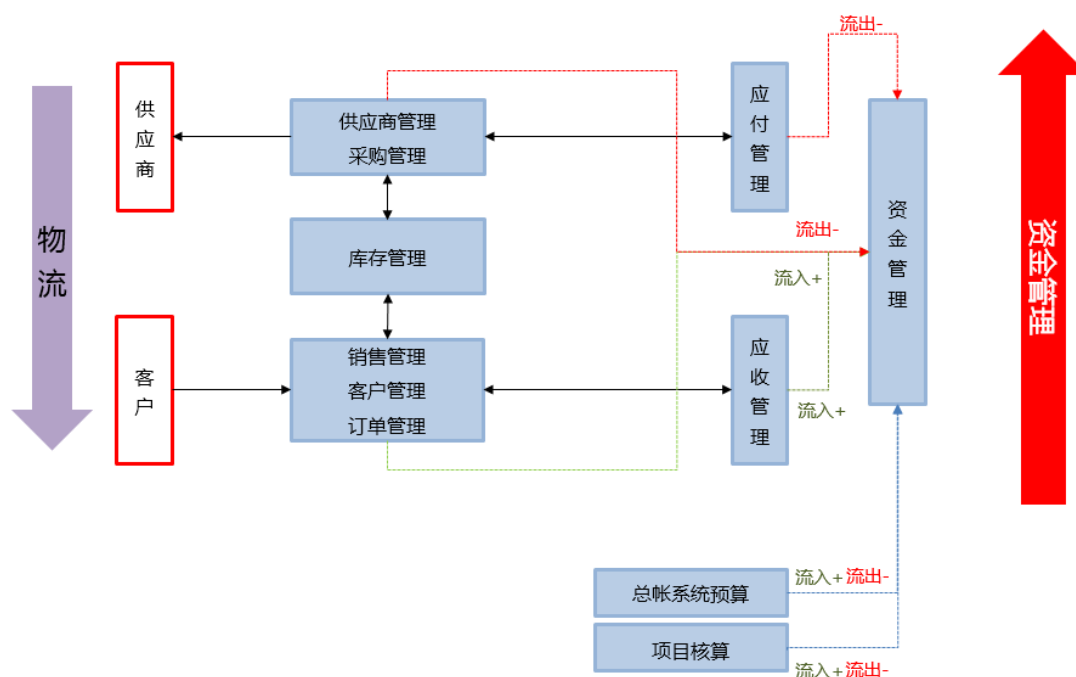 流出-
供应商
供应商管理
采购管理
应付管理
物流
库存管理
流出-
流入+
资金管理
资金管理
客户
销售管理
客户管理
订单管理
应收管理
流入+
总帐系统预算
流入+ 流出-
项目核算
流入+ 流出-